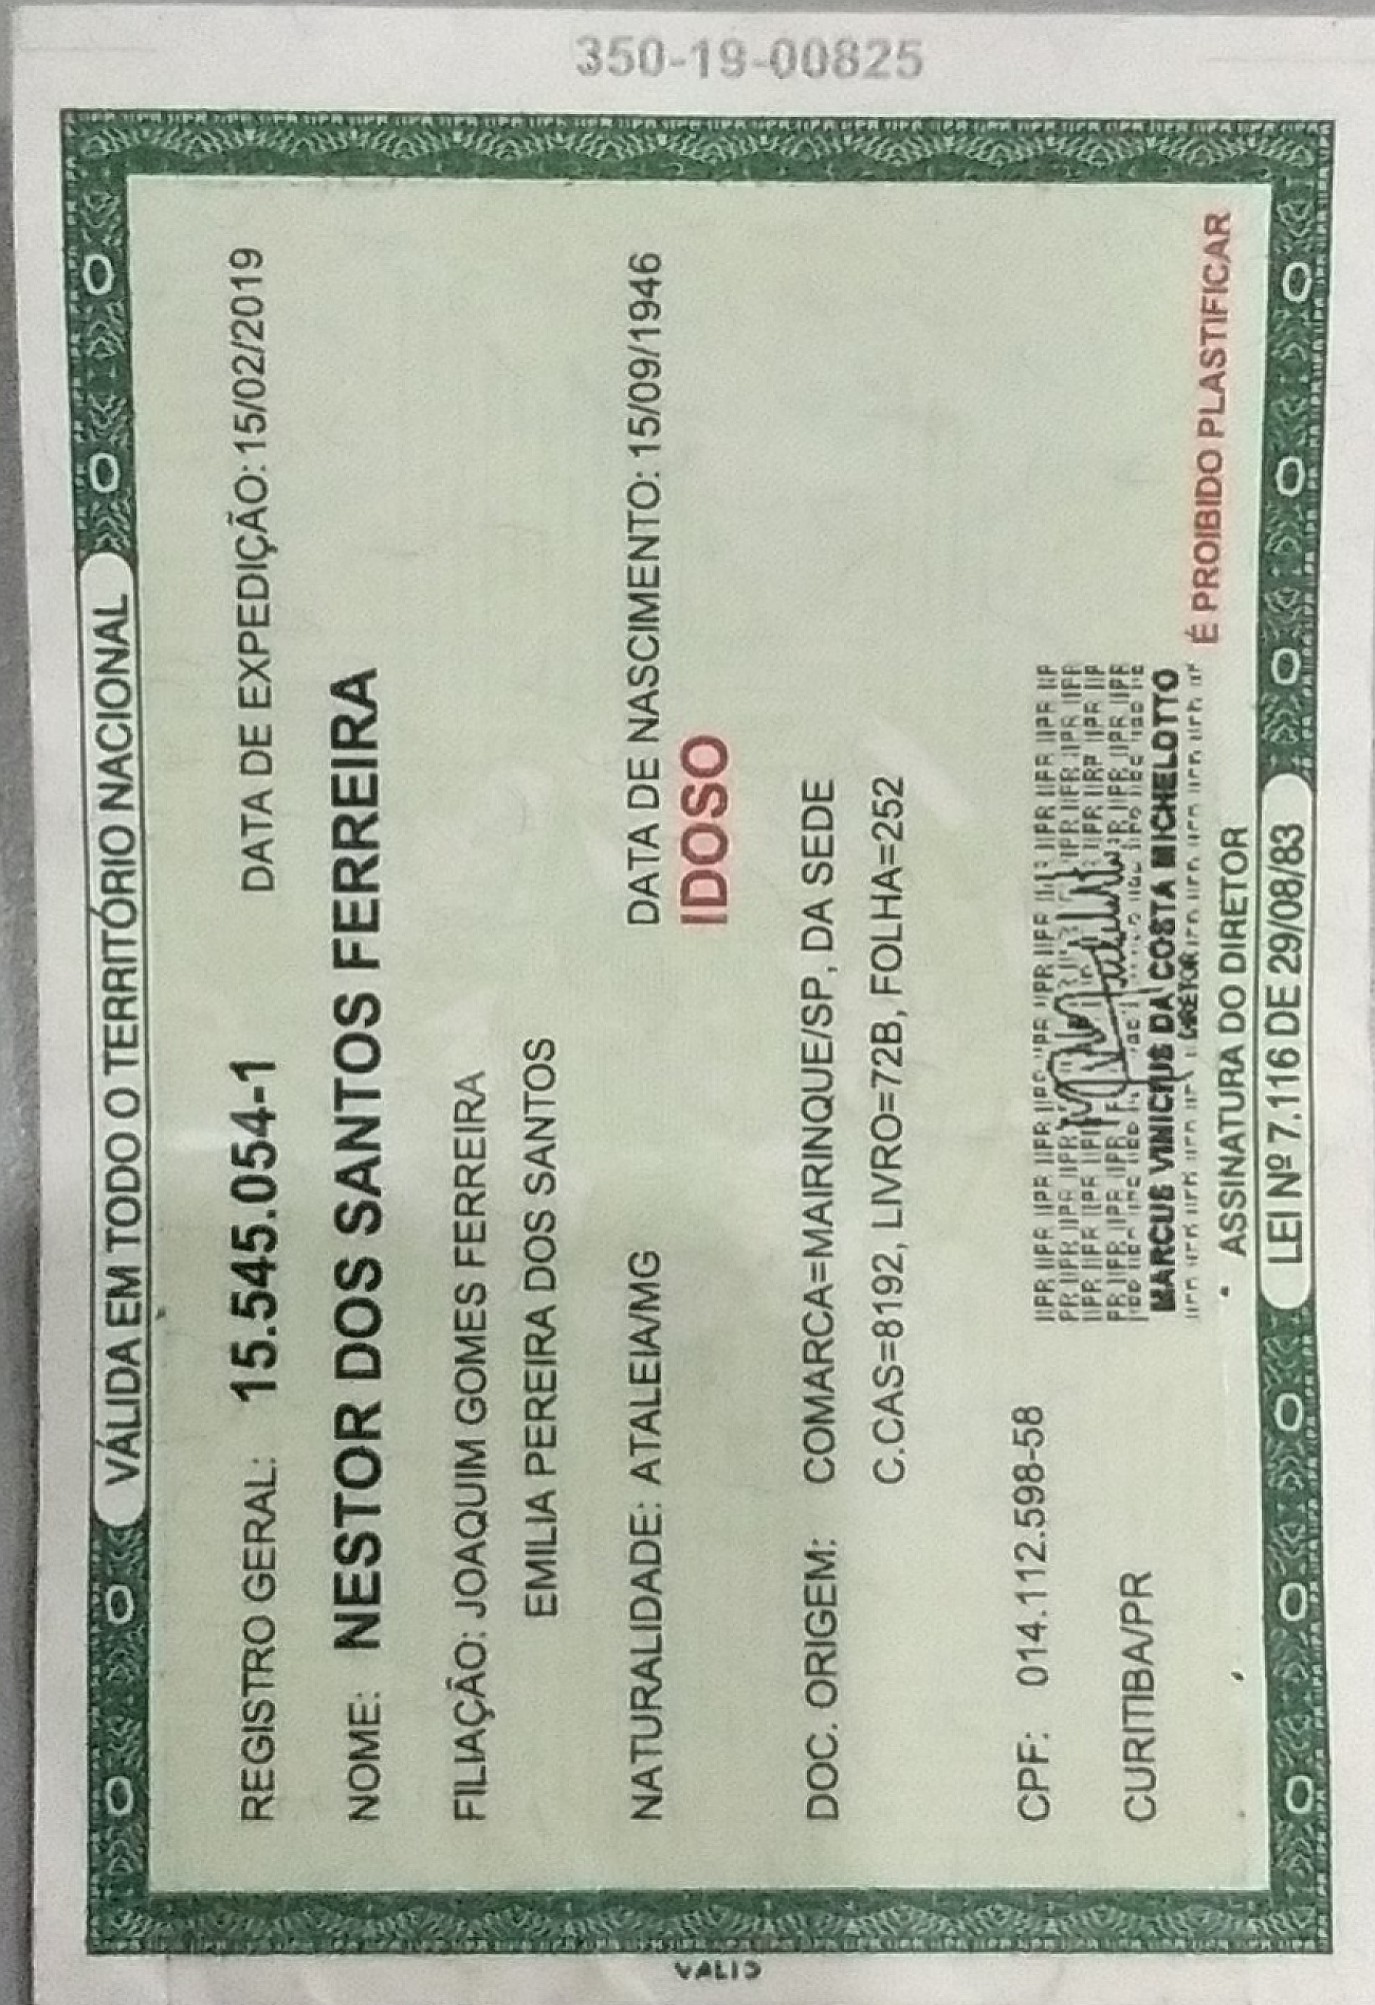 350-19-00825
VÁLIDA EM TODO O TERRITÓRIO NACIONAL
REGISTRO GERAL: 15.545.054-1 DATA DE EXPEDIÇÃO: 15/02/2019
NOME: NESTOR DOS SANTOS FERREIRA
FILIAÇÃO: JOAQUIM GOMES FERREIRA
EMILIA PEREIRA DOS SANTOS
NATURALIDADE: ATALEIA/MG DATA DE NASCIMENTO: 15/09/1946
IDOSO
DOC. ORIGEM: COMARCA=MAIRINQUE/SP, DA SEDE
C.CAS=8192, LIVRO=72B, FOLHA=252
CPF: 014.112.598-58
CURITIBA/PR
MARCUS VINICIUS DA COSTA MICHELOTTO
DIRETOR
É PROIBIDO PLASTIFICAR
ASSINATURA DO DIRETOR
LEI Nº 7.116 DE 29/08/83